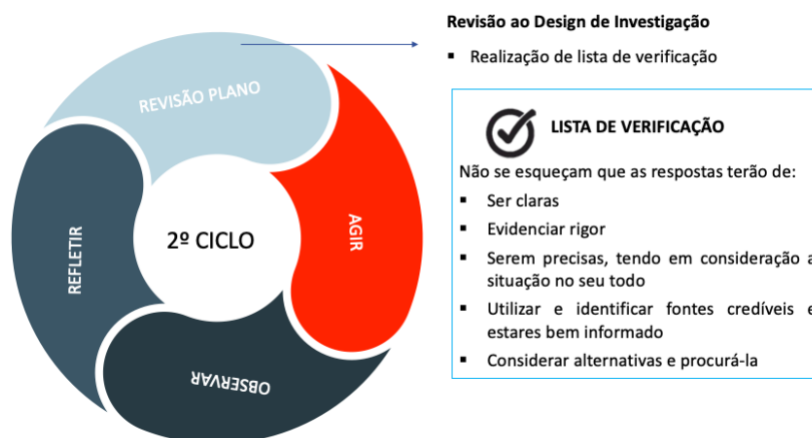 REVISÃO PLANO
AGIR
OBSERVAR
REFLETIR
2º CICLO
Revisão ao Design de Investigação
▪ Realização de lista de verificação
LISTA DE VERIFICAÇÃO
Não se esqueçam que as respostas terão de:
▪ Ser claras
▪ Evidenciar rigor
▪ Serem precisas, tendo em consideração a
situação no seu todo
▪ Utilizar e identificar fontes credíveis e
estares bem informado
▪ Considerar alternativas e procurá-la